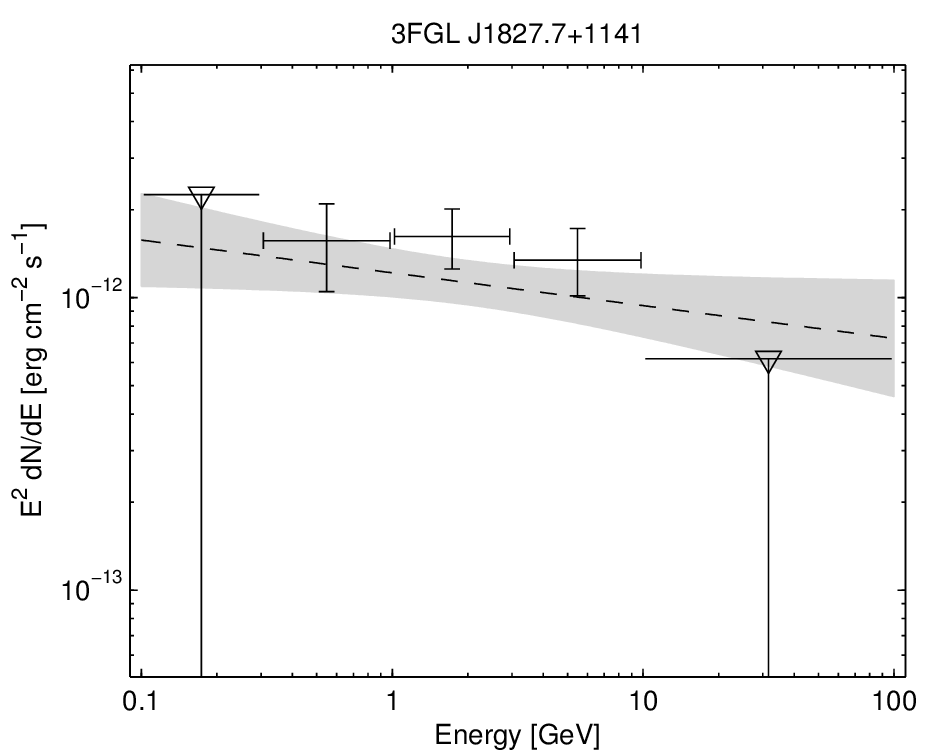 3FGL J1827.7+1141
E² dN/dE [erg cm⁻² s⁻¹]
10⁻¹²
10⁻¹³
0.1 1 10 100
Energy [GeV]